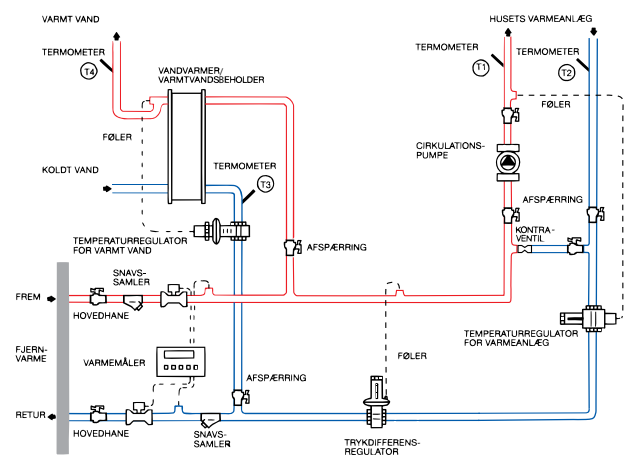 VARMT VAND
HUSETS VARMEANLÆG
TERMOMETER
TERMOMETER
TERMOMETER
T4
T1
T2
VANDVARMER/
VARMTVANDSBEHOLDER
FØLER
FØLER
CIRKULATIONS-
PUMPE
KOLDT VAND
TERMOMETER
T3
AFSPÆRRING
TEMPERATURREGULATOR
FOR VARMT VAND
AFSPÆRRING
KONTRA-
VENTIL
SNAVS-
SAMLER
FREM
HOVEDHANE
TEMPERATURREGULATOR
FOR VARMEANLÆG
FJERN-
VARME
VARMEMÅLER
FØLER
AFSPÆRRING
RETUR
HOVEDHANE
SNAVS-
SAMLER
TRYKDIFFERENS-
REGULATOR